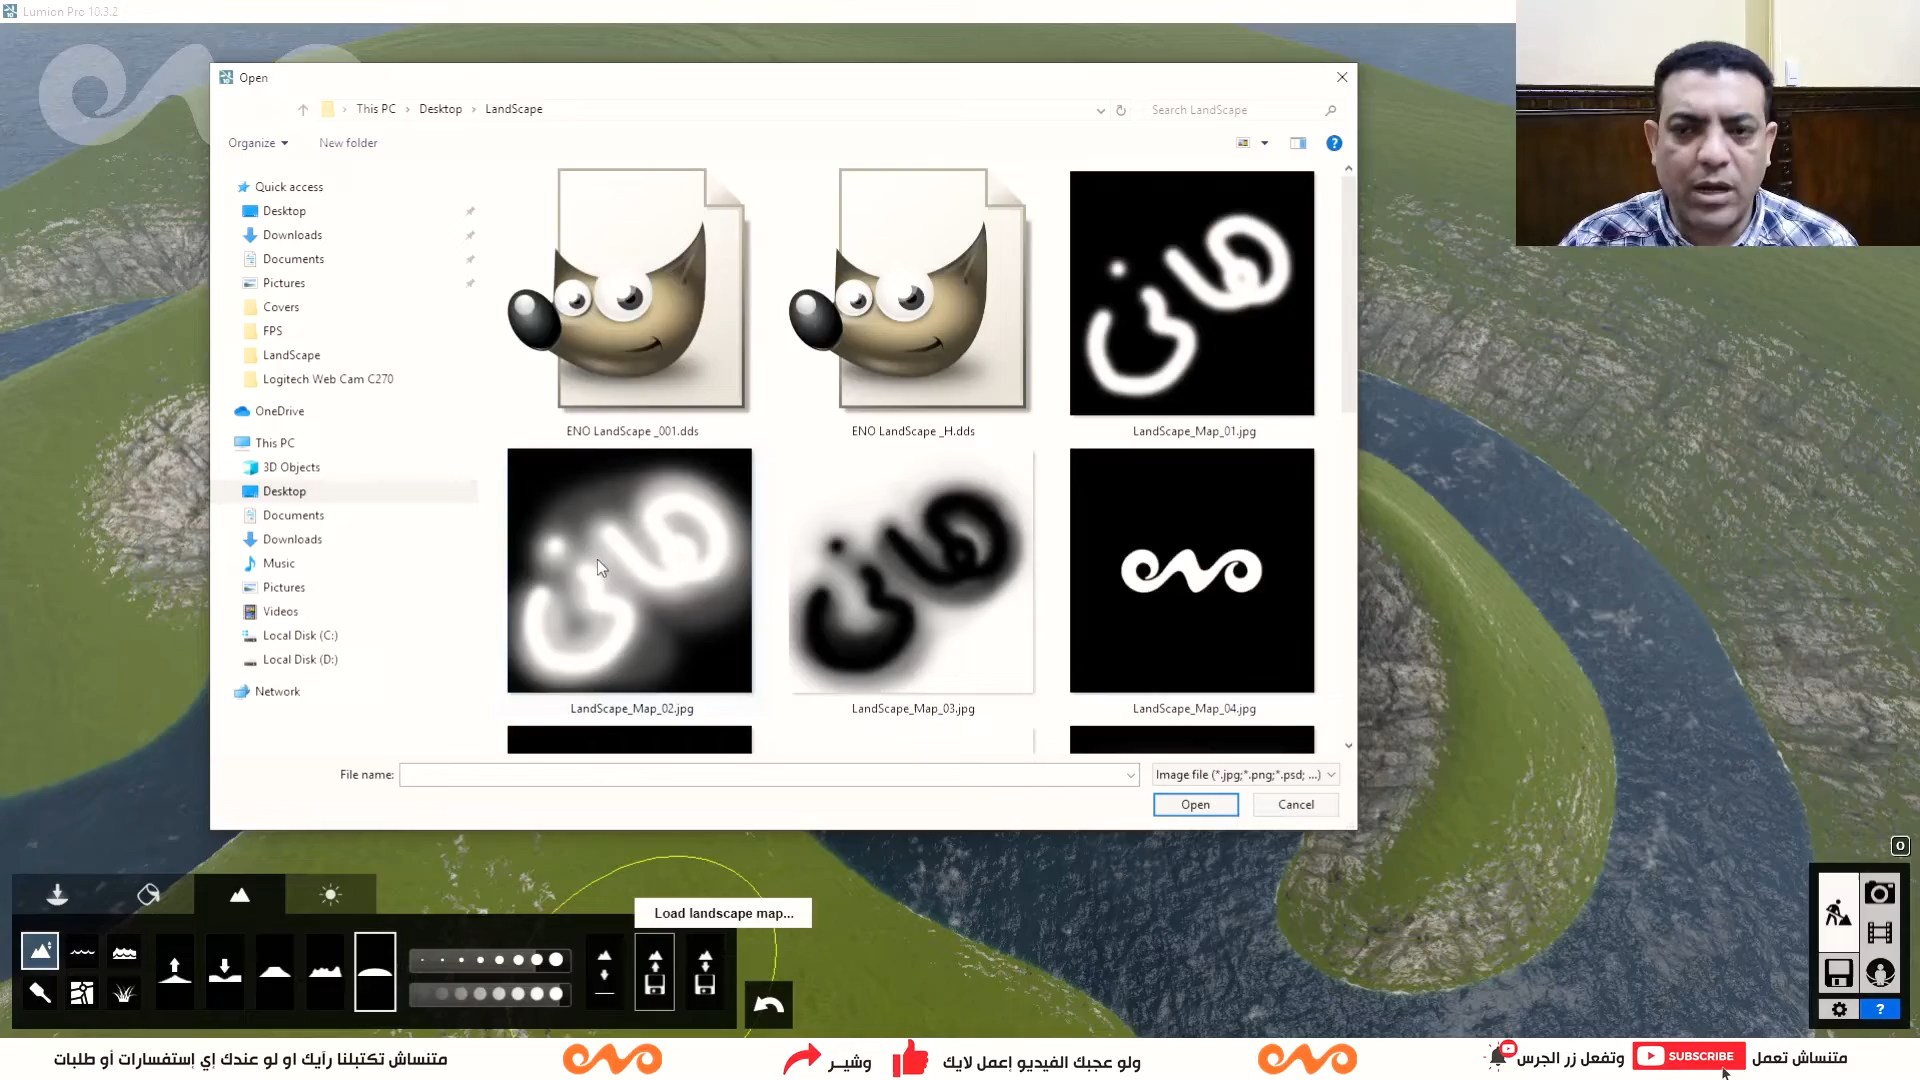 Lumion Pro 10.3.2
Open
This PC > Desktop > LandScape
Search LandScape
Organize
New folder
Quick access
Desktop
Downloads
Documents
Pictures
Covers
FPS
LandScape
Logitech Web Cam C270
OneDrive
This PC
3D Objects
Desktop
Documents
Downloads
Music
Pictures
Videos
Local Disk (C:)
Local Disk (D:)
Network
هانى
ENO LandScape _001.dds
ENO LandScape _H.dds
LandScape_Map_01.jpg
هانى
هانى
eno
LandScape_Map_02.jpg
LandScape_Map_03.jpg
LandScape_Map_04.jpg
File name:
Image file (*.jpg;*.png;*.psd; ...)
Open
Cancel
Load landscape map...
O
?
متنساش تعمل SUBSCRIBE وتفعل زر الجرس
ولو عجبك الفيديو إعمل لايك وشيـر
متنساش تكتبلنا رأيك او لو عندك إي إستفسارات أو طلبات